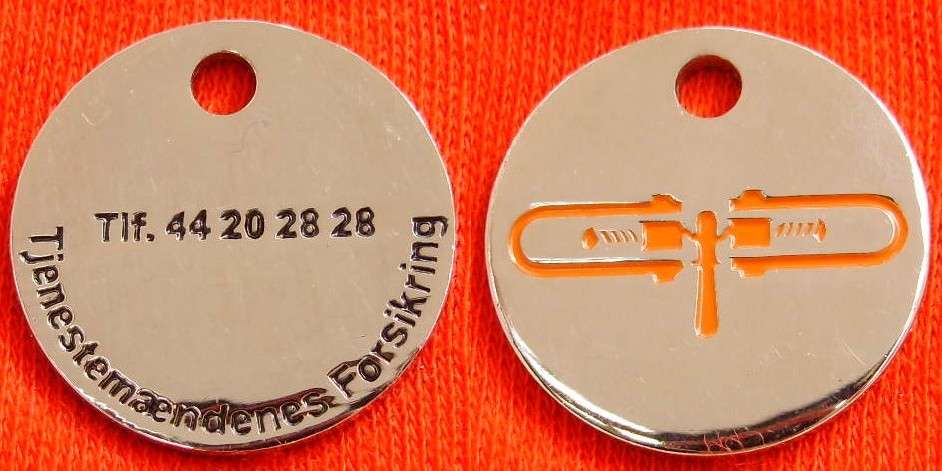 Tlf. 44 20 28 28
Tjenestemændenes Forsikring